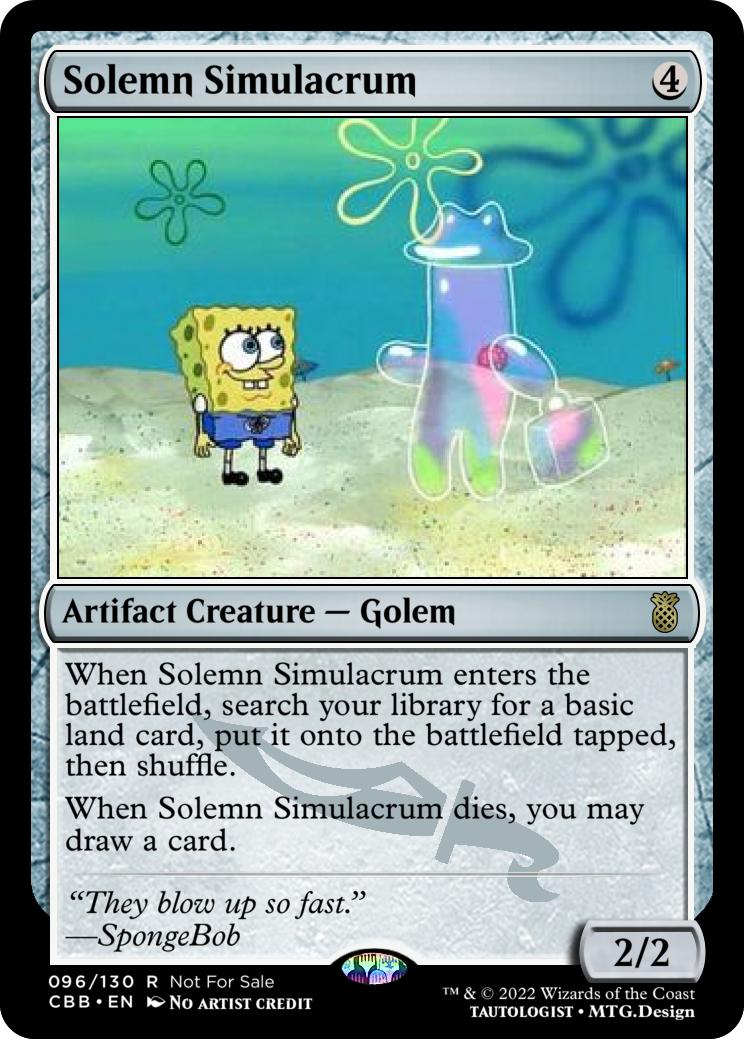 Solemn Simulacrum
4
Artifact Creature — Golem
When Solemn Simulacrum enters the
battlefield, search your library for a basic
land card, put it onto the battlefield tapped,
then shuffle.
When Solemn Simulacrum dies, you may
draw a card.
“They blow up so fast.”
—SpongeBob
2/2
096/130 R Not For Sale
CBB • EN No artist credit
™ & © 2022 Wizards of the Coast
TAUTOLOGIST • MTG.Design